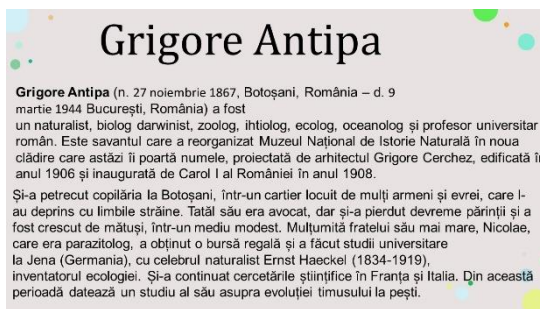 Grigore Antipa
Grigore Antipa (n. 27 noiembrie 1867, Botoșani, România – d. 9
martie 1944 București, România) a fost
un naturalist, biolog darwinist, zoolog, ihtiolog, ecolog, oceanolog și profesor universitar
român. Este savantul care a reorganizat Muzeul Național de Istorie Naturală în noua
clădire care astăzi îi poartă numele, proiectată de arhitectul Grigore Cerchez, edificată î
anul 1906 și inaugurată de Carol I al României în anul 1908.
Și-a petrecut copilăria la Botoșani, într-un cartier locuit de mulți armeni și evrei, care l-
au deprins cu limbile străine. Tatăl său era avocat, dar și-a pierdut devreme părinții și a
fost crescut de mătuși, într-un mediu modest. Mulțumită fratelui său mai mare, Nicolae,
care era parazitolog, a obținut o bursă regală și a făcut studii universitare
la Jena (Germania), cu celebrul naturalist Ernst Haeckel (1834-1919),
inventatorul ecologiei. Și-a continuat cercetările științifice în Franța și Italia. Din această
perioadă datează un studiu al său asupra evoluției timusului la pești.